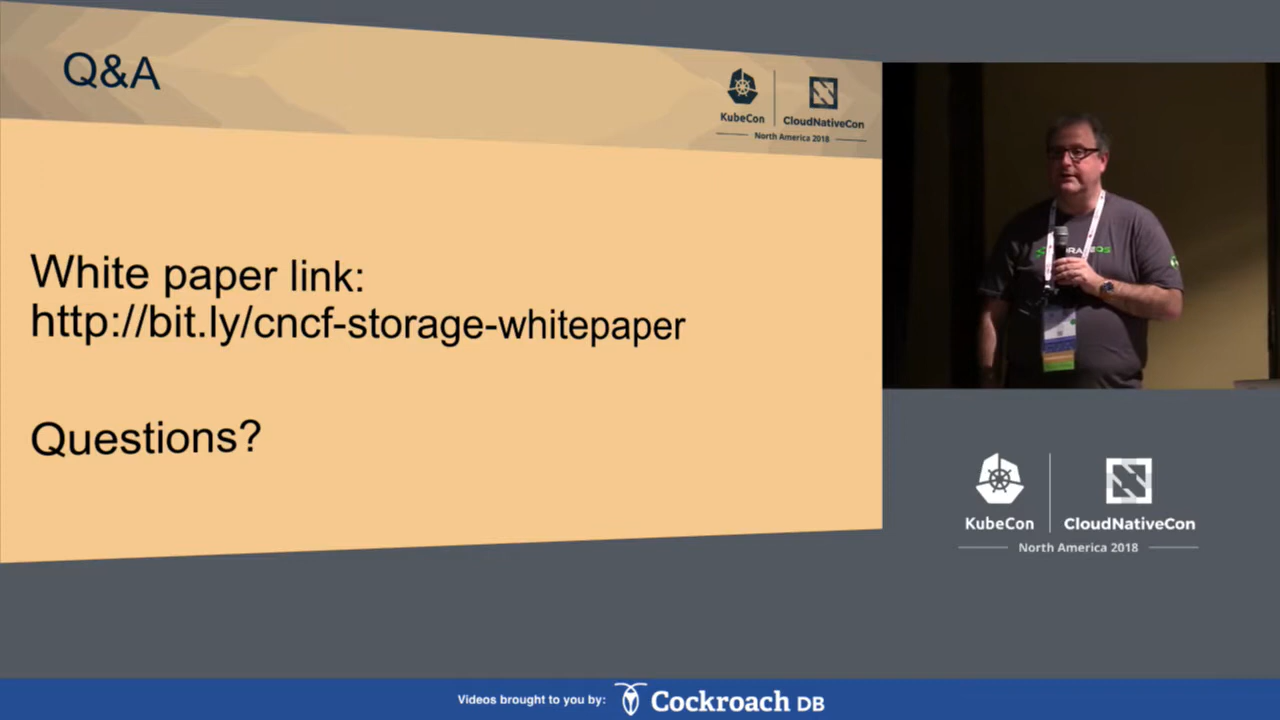 Q&A
KubeCon
CloudNativeCon
North America 2018
White paper link:
http://bit.ly/cncf-storage-whitepaper
Questions?
KubeCon
CloudNativeCon
North America 2018
Videos brought to you by:
Cockroach DB